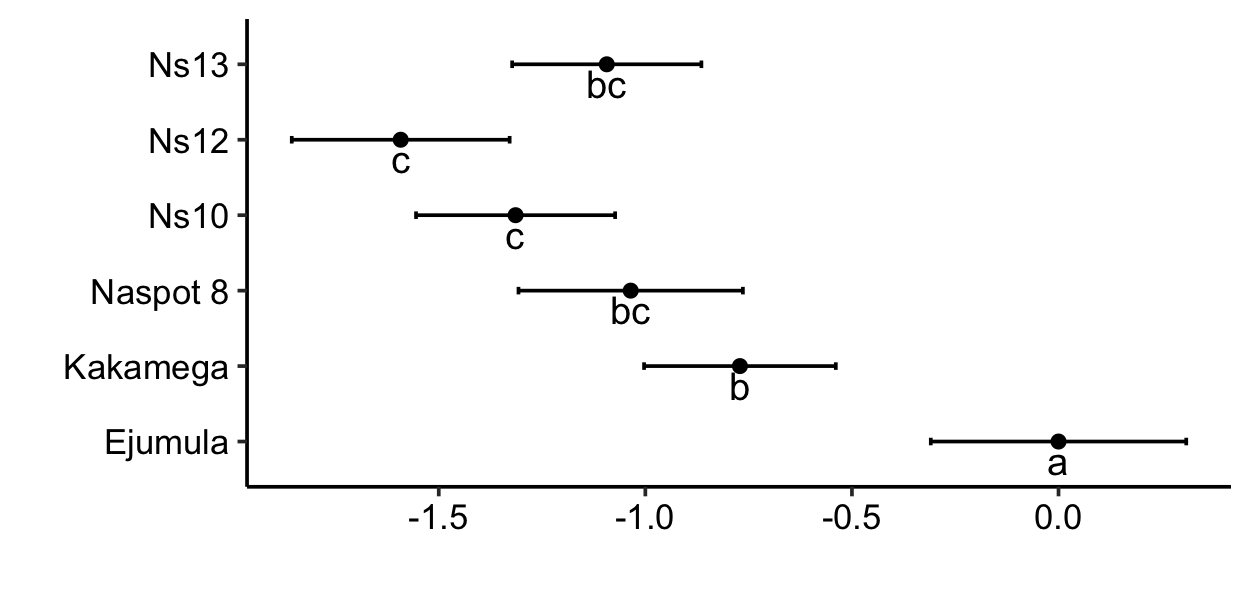 Ns13
bc
Ns12
c
Ns10
c
Naspot 8
bc
Kakamega
b
Ejumula
a
-1.5 -1.0 -0.5 0.0